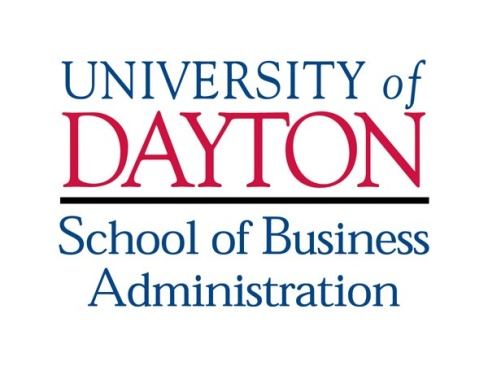 UNIVERSITY of
DAYTON
School of Business
Administration